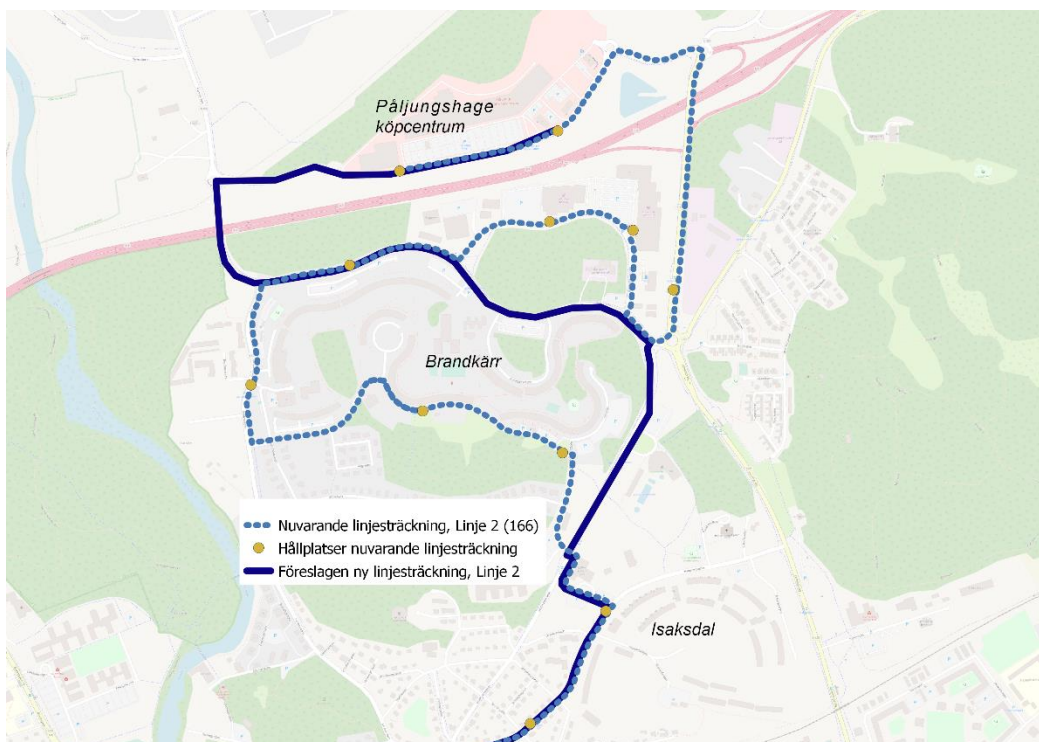 Påljungshage
köpcentrum
Brandkärr
Nuvarande linjesträckning, Linje 2 (166)
Hållplatser nuvarande linjesträckning
Föreslagen ny linjesträckning, Linje 2
Isaksdal